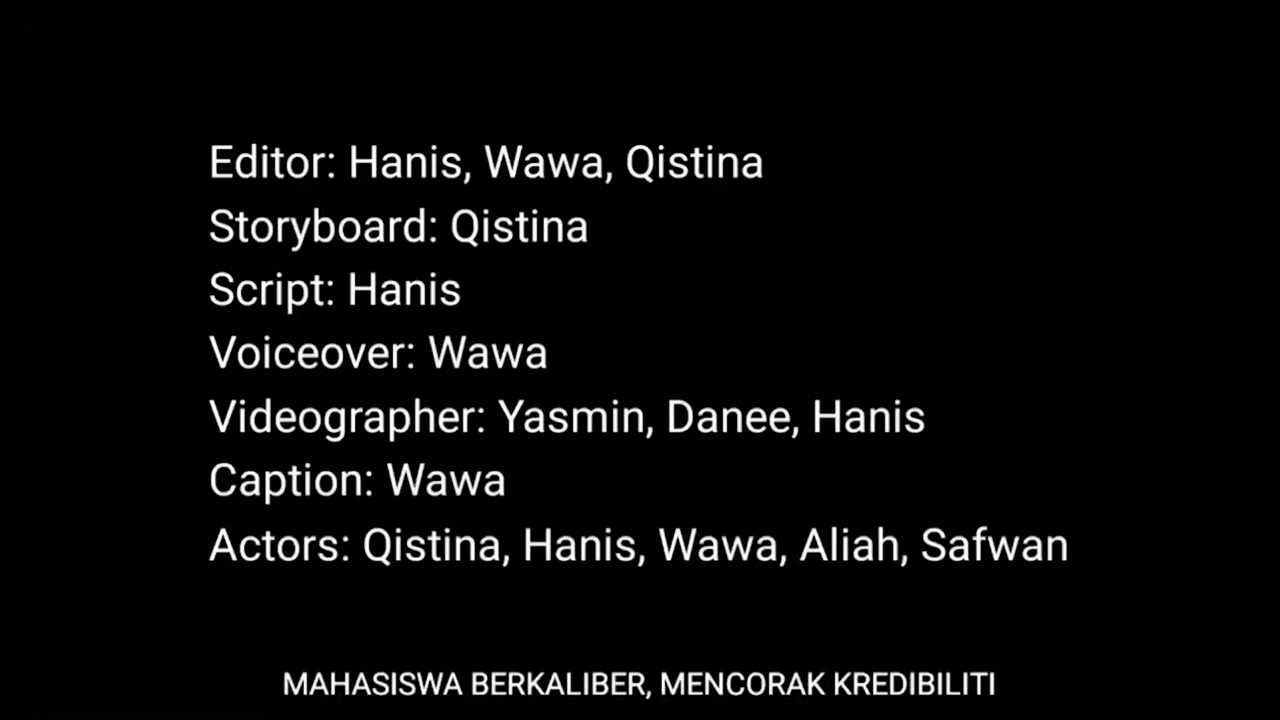 Editor: Hanis, Wawa, Qistina
Storyboard: Qistina
Script: Hanis
Voiceover: Wawa
Videographer: Yasmin, Danee, Hanis
Caption: Wawa
Actors: Qistina, Hanis, Wawa, Aliah, Safwan
MAHASISWA BERKALIBER, MENCORAK KREDIBILITI